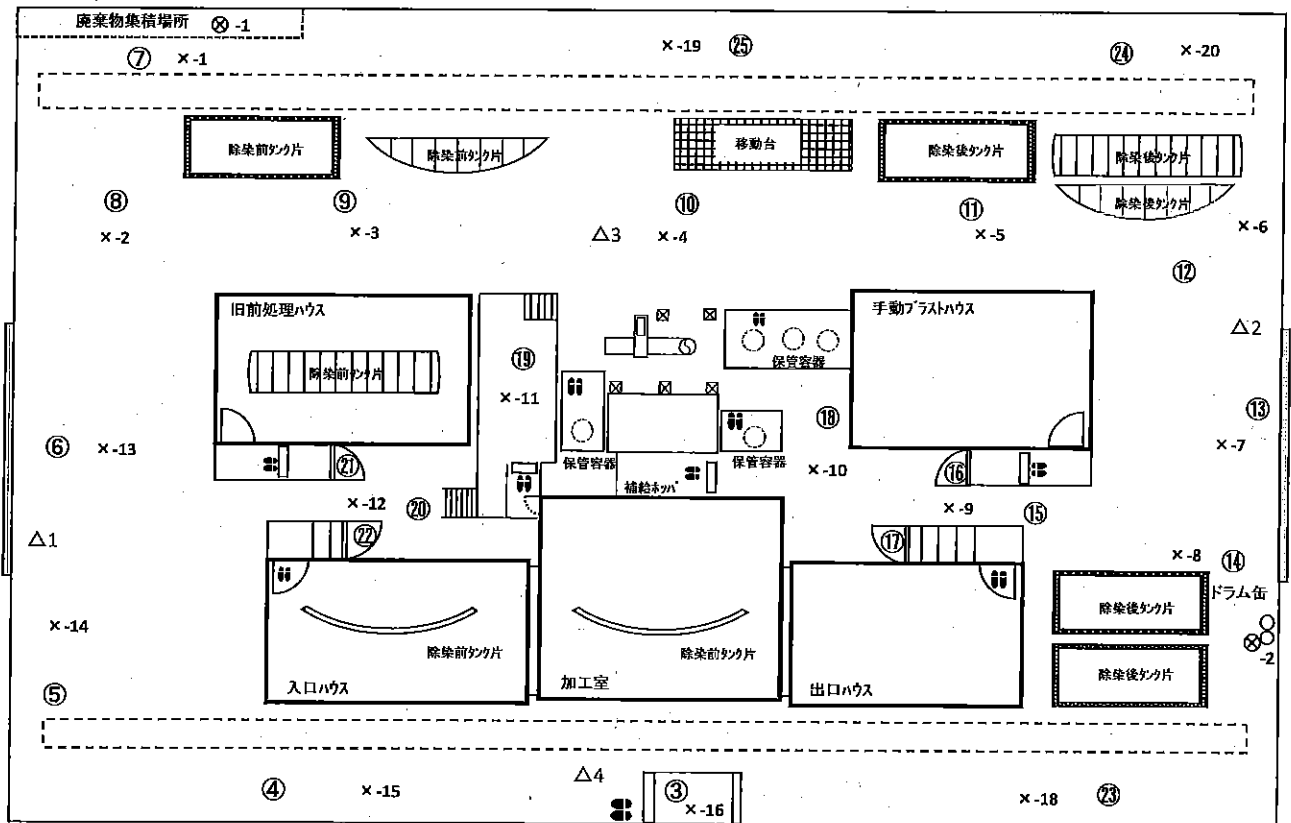 廃棄物集積場所 ⊗ -1
⑦ ×-1
×-19 ㉕
㉔ ×-20
除染前タンク片
除染前タンク片
移動台
除染後タンク片
除染後タンク片
除染後タンク片
⑧
⑨
⑩
⑪
×-2
×-3
△3
×-4
×-5
×-6
⑫
旧前処理ハウス
除染前タンク片
⑲
×-11
保管容器
手動ブラストハウス
△2
⑬
⑱
⑥ ×-13
×-7
㉑
保管容器
保管容器
補給ホッパ
×-10
⑯
×-12
⑳
×-9
⑮
△1
㉒
⑰
×-8 ⑭
ドラム缶
×-14
除染前タンク片
除染前タンク片
除染後タンク片
⊗
-2
除染後タンク片
⑤
入口ハウス
加工室
出口ハウス
④ ×-15
△4
③
×-16
×-18 ㉓